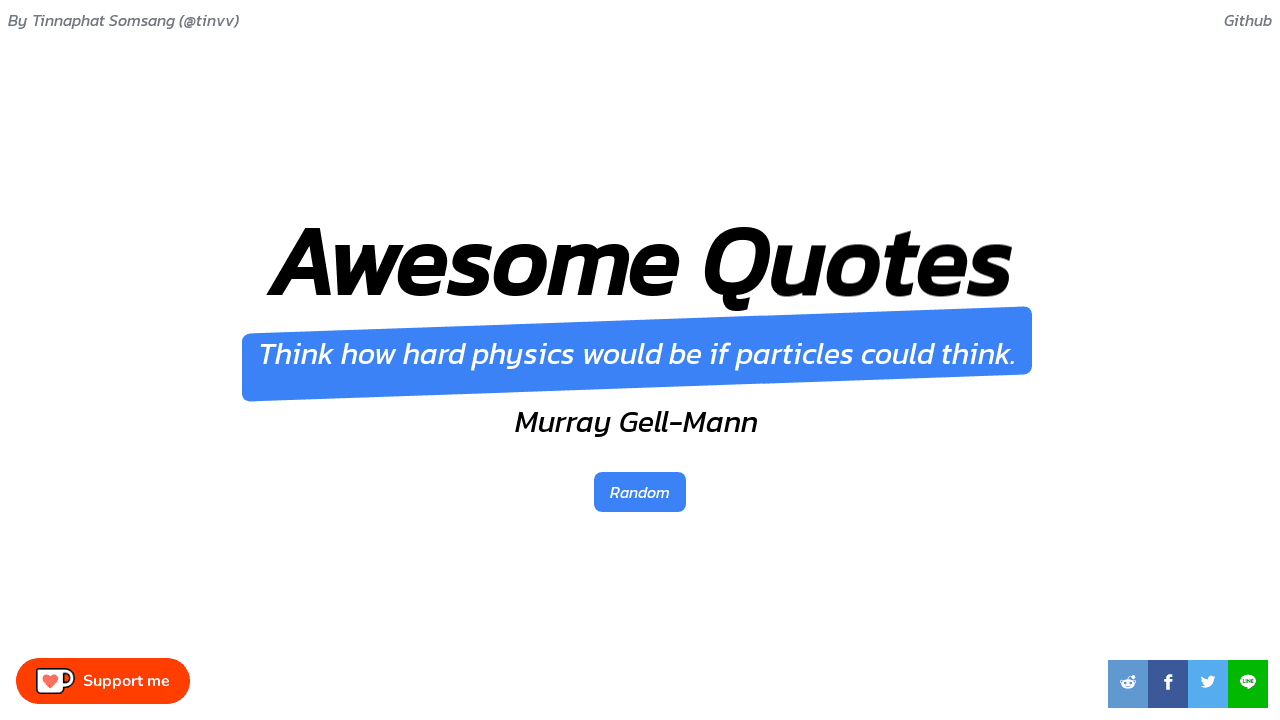 By Tinnaphat Somsang (@tinvv)
Github
Awesome Quotes
Think how hard physics would be if particles could think.
Murray Gell-Mann
Random
Support me
LINE